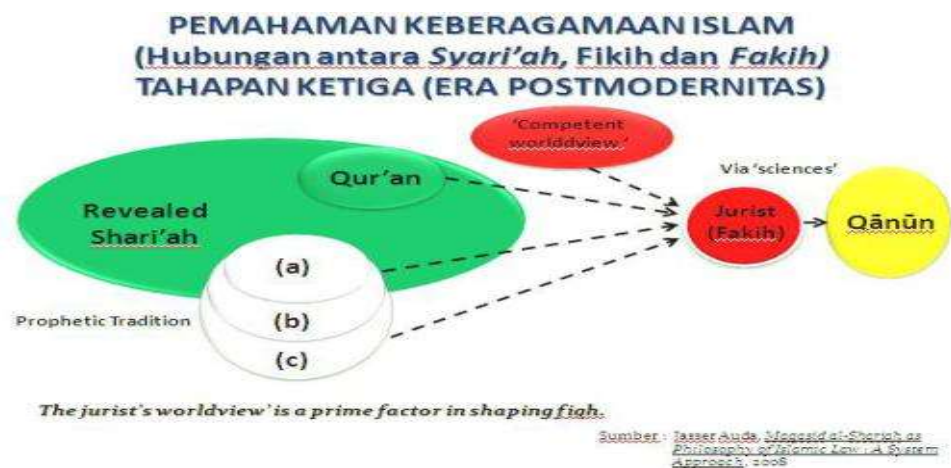 PEMAHAMAN KEBERAGAMAAN ISLAM
(Hubungan antara Syari'ah, Fikih dan Fakih)
TAHAPAN KETIGA (ERA POSTMODERNITAS)
'Competent
worlddview.'
Via 'sciences'
Qur'an
Revealed
Shari'ah
Jurist
(Fakih)
Qānūn
(a)
Prophetic Tradition
(b)
(c)
The jurist's worldview' is a prime factor in shaping fiqh.
Sumber : Jasser Auda, Maqasid al-Shariah as
Philosophy of Islamic Law : A System
Approach, 2008